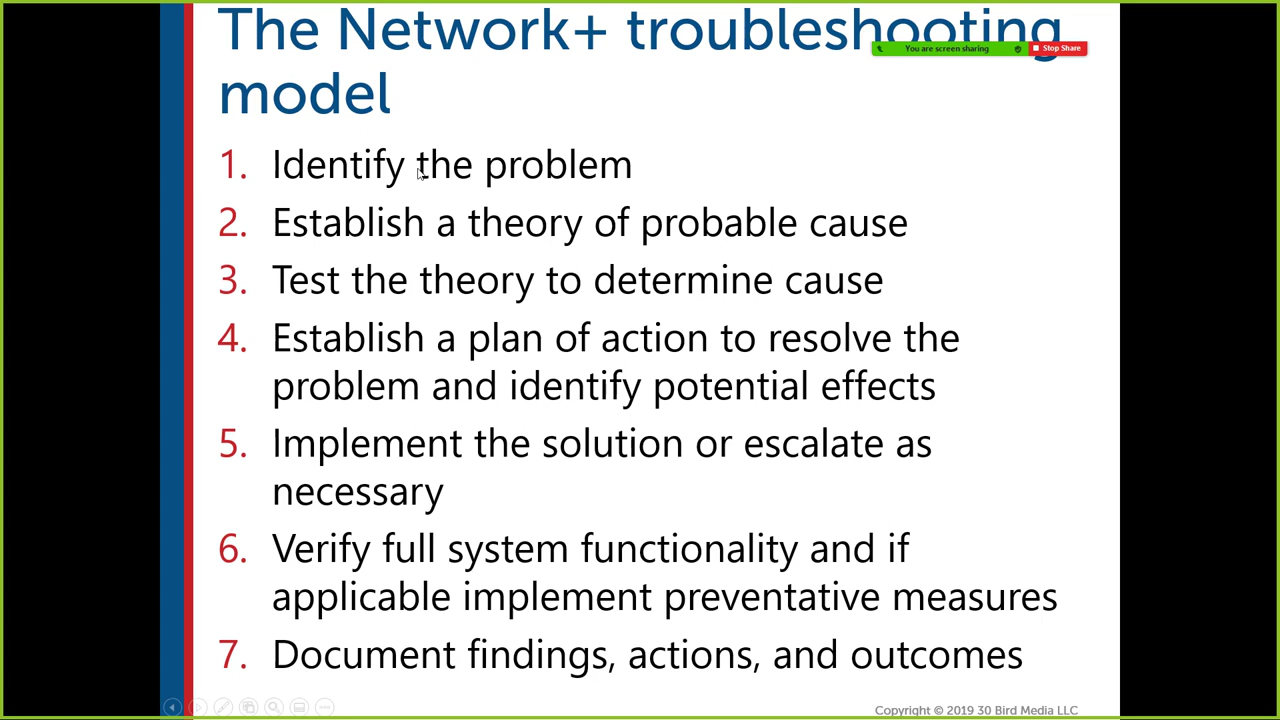 The Network+ troubleshooting
You are screen sharing
Stop Share
model
1. Identify the problem
2. Establish a theory of probable cause
3. Test the theory to determine cause
4. Establish a plan of action to resolve the
problem and identify potential effects
5. Implement the solution or escalate as
necessary
6. Verify full system functionality and if
applicable implement preventative measures
7. Document findings, actions, and outcomes
Copyright © 2019 30 Bird Media LLC